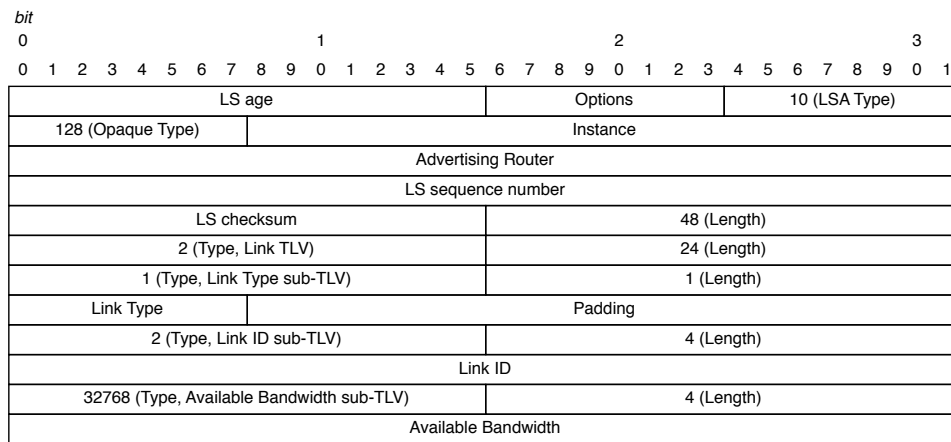 bit
0 1 2 3
0 1 2 3 4 5 6 7 8 9 0 1 2 3 4 5 6 7 8 9 0 1 2 3 4 5 6 7 8 9 0 1
LS age Options 10 (LSA Type)
128 (Opaque Type) Instance
Advertising Router
LS sequence number
LS checksum 48 (Length)
2 (Type, Link TLV) 24 (Length)
1 (Type, Link Type sub-TLV) 1 (Length)
Link Type Padding
2 (Type, Link ID sub-TLV) 4 (Length)
Link ID
32768 (Type, Available Bandwidth sub-TLV) 4 (Length)
Available Bandwidth